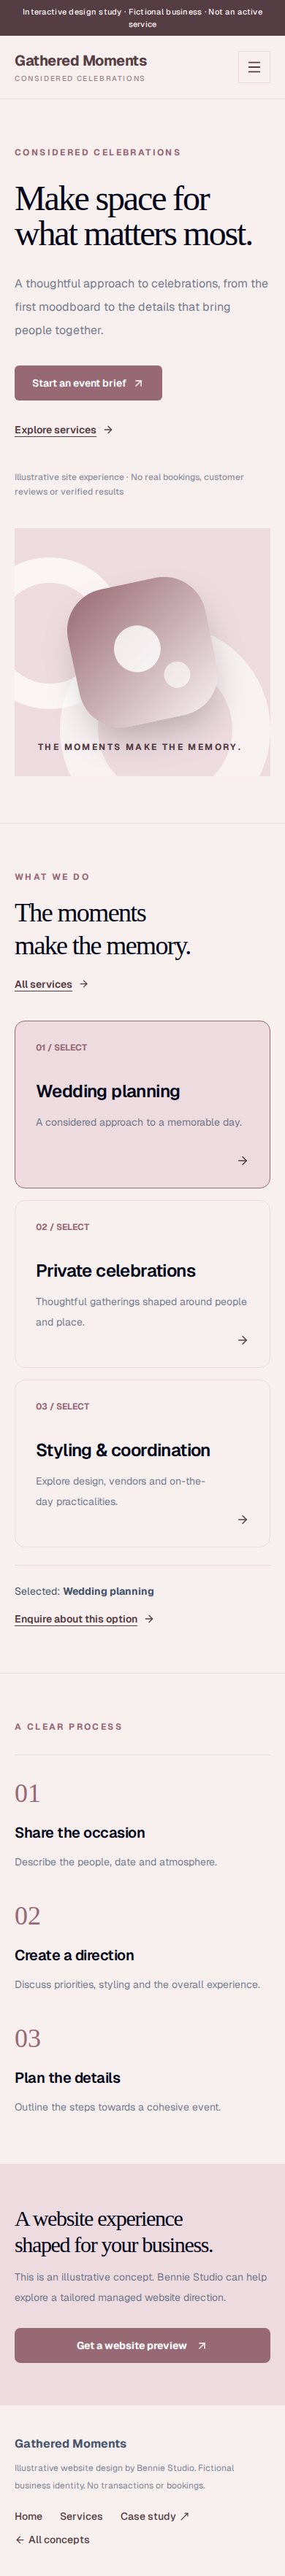 Interactive design study · Fictional business · Not an active
service
Gathered Moments
CONSIDERED CELEBRATIONS
CONSIDERED CELEBRATIONS
Make space for
what matters most.
A thoughtful approach to celebrations, from the
first moodboard to the details that bring
people together.
Start an event brief ↗
Explore services →
Illustrative site experience · No real bookings, customer
reviews or verified results
THE MOMENTS MAKE THE MEMORY.
WHAT WE DO
The moments
make the memory.
All services →
01 / SELECT
Wedding planning
A considered approach to a memorable day.
→
02 / SELECT
Private celebrations
Thoughtful gatherings shaped around people
and place.
→
03 / SELECT
Styling & coordination
Explore design, vendors and on-the-
day practicalities.
→
Selected: Wedding planning
Enquire about this option →
A CLEAR PROCESS
01
Share the occasion
Describe the people, date and atmosphere.
02
Create a direction
Discuss priorities, styling and the overall experience.
03
Plan the details
Outline the steps towards a cohesive event.
A website experience
shaped for your business.
This is an illustrative concept. Bennie Studio can help
explore a tailored managed website direction.
Get a website preview ↗
Gathered Moments
Illustrative website design by Bennie Studio. Fictional
business identity. No transactions or bookings.
Home Services Case study ↗
← All concepts